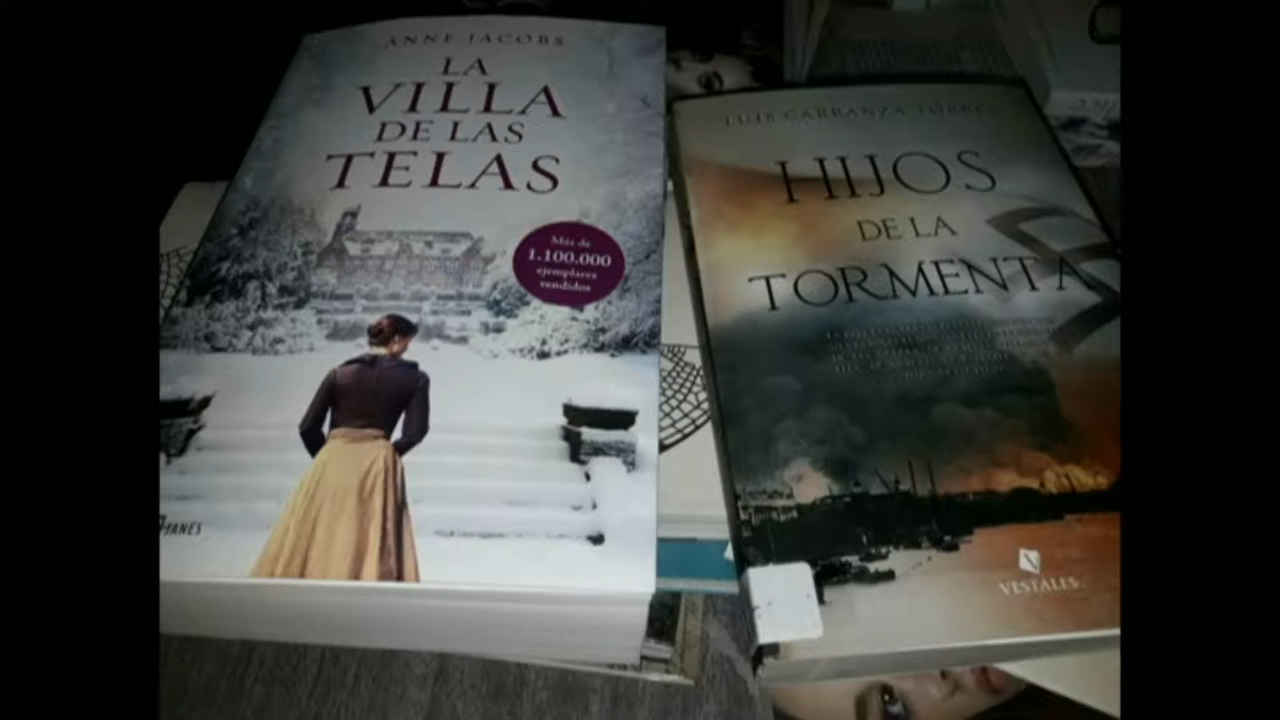 ANNE JACOBS
LA
VILLA
DE LAS
TELAS
Más de
1.100.000
ejemplares
vendidos
LUIS CARRANZA TORRES
HIJOS
DE LA
TORMENTA
VESTALES